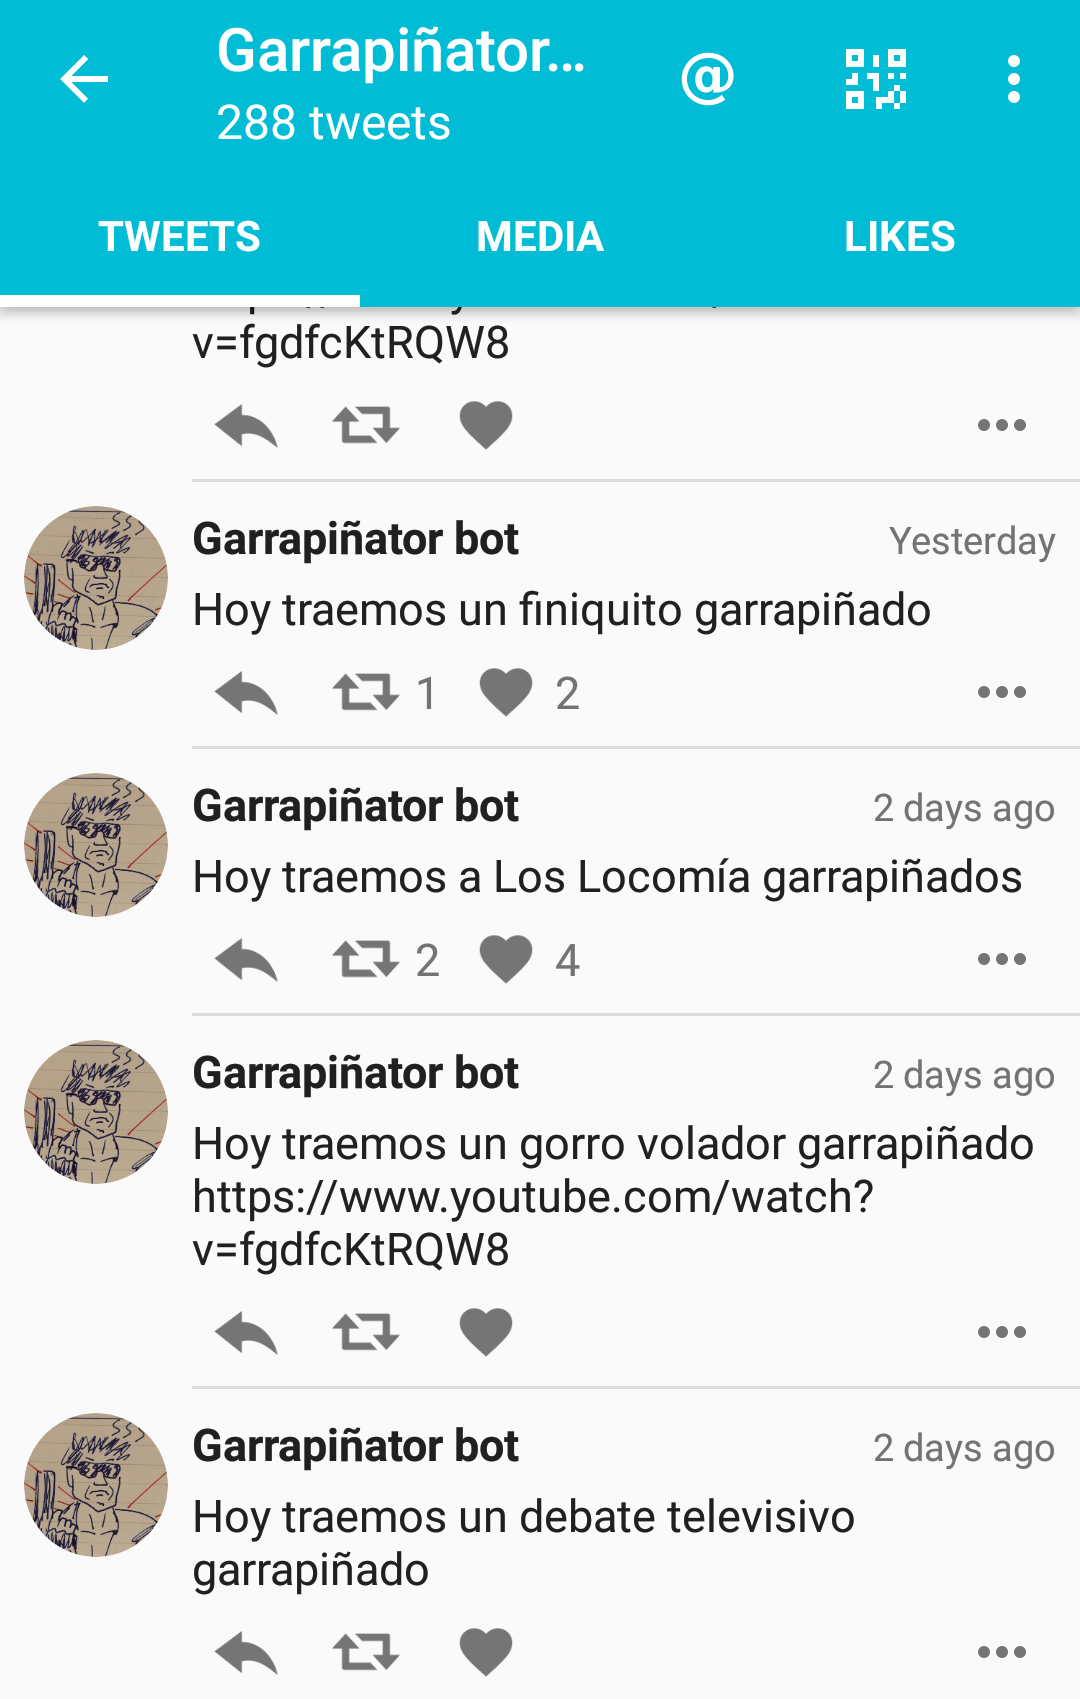 Garrapiñator...
288 tweets
@
TWEETS
MEDIA
LIKES
v=fgdfcKtRQW8
Garrapiñator bot
Yesterday
Hoy traemos un finiquito garrapiñado
1
2
Garrapiñator bot
2 days ago
Hoy traemos a Los Locomía garrapiñados
2
4
Garrapiñator bot
2 days ago
Hoy traemos un gorro volador garrapiñado
https://www.youtube.com/watch?
v=fgdfcKtRQW8
Garrapiñator bot
2 days ago
Hoy traemos un debate televisivo
garrapiñado